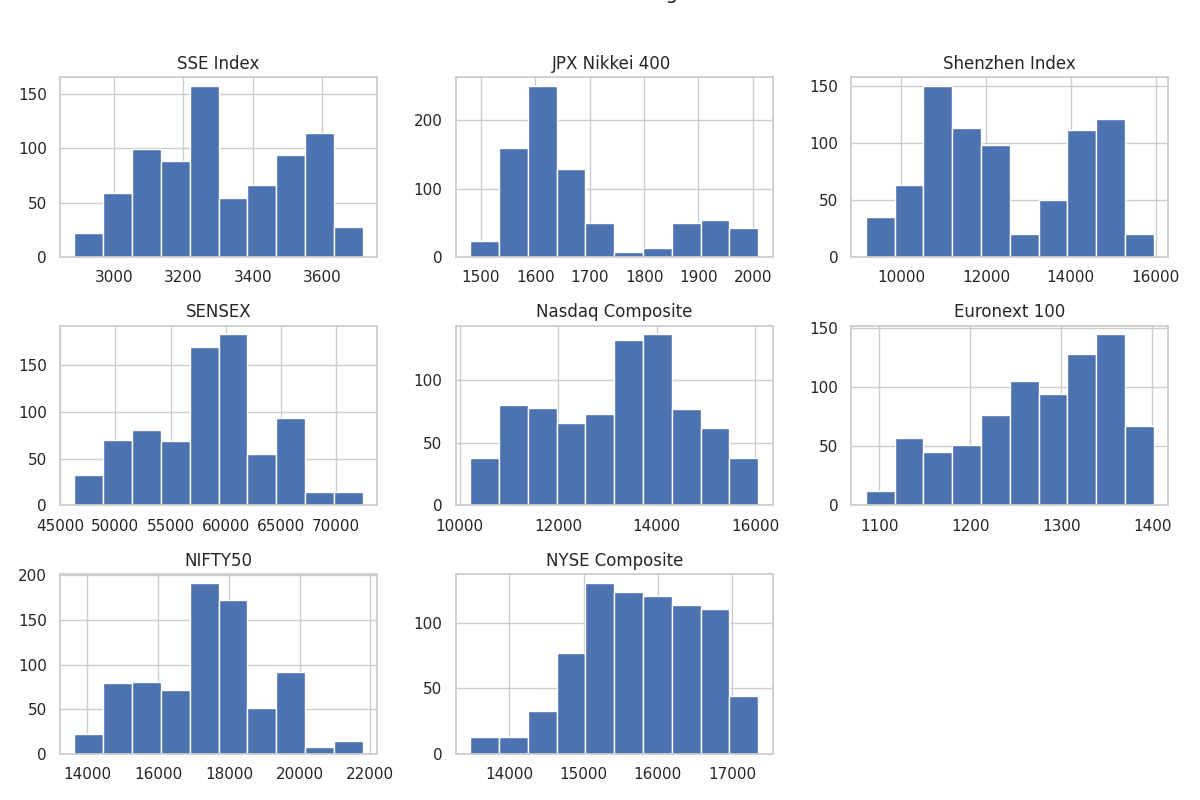 SSE Index
JPX Nikkei 400
Shenzhen Index
150
100
50
0
3000 3200 3400 3600
200
100
0
1500 1600 1700 1800 1900 2000
150
100
50
0
10000 12000 14000 16000
SENSEX
Nasdaq Composite
Euronext 100
150
100
50
0
45000 50000 55000 60000 65000 70000
100
50
0
10000 12000 14000 16000
150
100
50
0
1100 1200 1300 1400
NIFTY50
NYSE Composite
200
150
100
50
0
14000 16000 18000 20000 22000
100
50
0
14000 15000 16000 17000